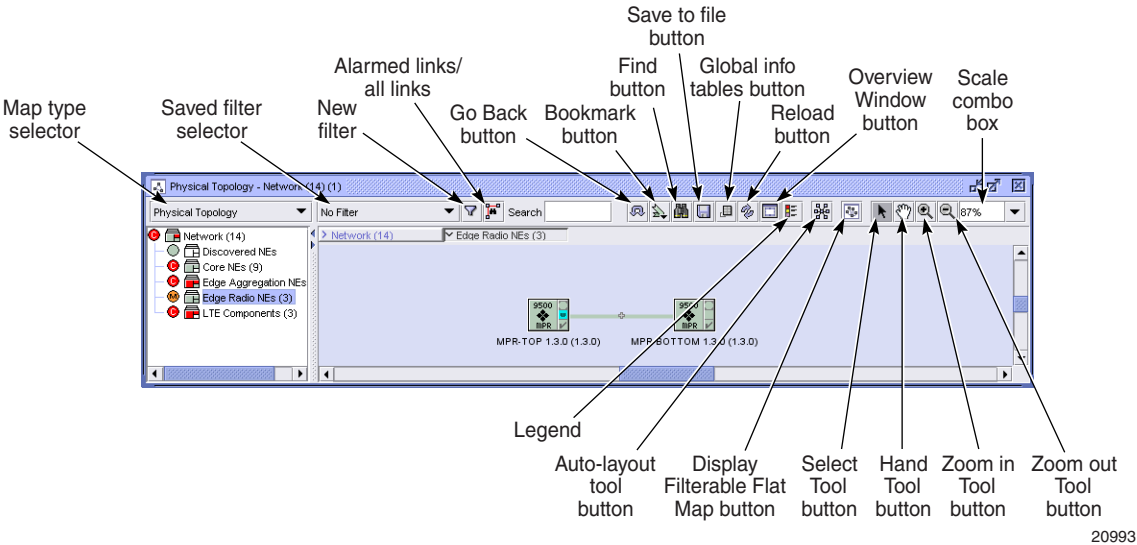 Save to file
button
Alarmed links/
all links
Find
button
Global info
tables button
Overview
Window
button
Scale
combo
box
Map type
selector
Saved filter
selector
New
filter
Go Back
button
Bookmark
button
Reload
button
Physical Topology - Network (14) (1)
Physical Topology
No Filter
Search
87%
Network (14)
Discovered NEs
Core NEs (9)
Edge Aggregation NEs
Edge Radio NEs (3)
LTE Components (3)
> Network (14)
Edge Radio NEs (3)
9500
MPR
9500
MPR
MPR-TOP 1.3.0 (1.3.0)
MPR-BOTTOM 1.3.0 (1.3.0)
Legend
Auto-layout
tool
button
Display
Filterable Flat
Map button
Select
Tool
button
Hand
Tool
button
Zoom in
Tool
button
Zoom out
Tool
button
20993